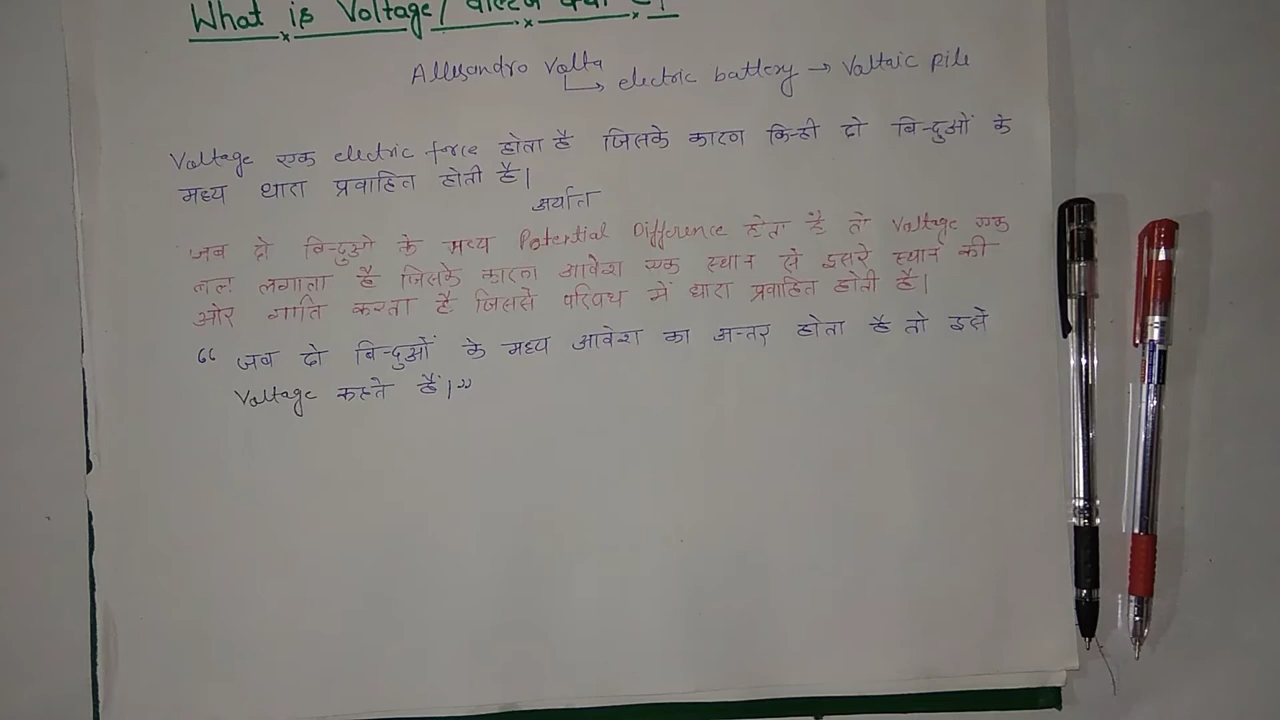 What is Voltage/ वोल्टेज क्या है।
Allesandro Volta
electric battery → Voltaic pile
Voltage एक electric force होता है जिसके कारण किन्ही दो बिन्दुओं के
मध्य धारा प्रवाहित होती है।
अर्थात
जब दो बिन्दुओ के मध्य Potential Difference होता है तो Voltage एक
बल लगाता है जिसके कारण आवेश एक स्थान से दूसरे स्थान की
ओर गति करता है जिससे परिपथ में धारा प्रवाहित होती है।
“ जब दो बिन्दुओं के मध्य आवेश का अन्तर होता है तो इसे
Voltage कहते हैं।”